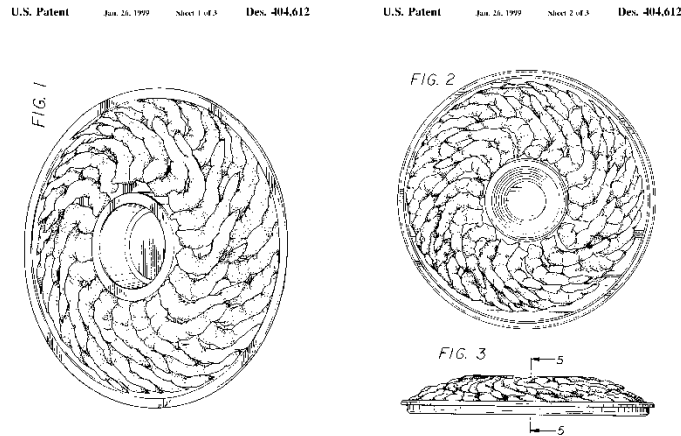 U.S. Patent Jan. 26, 1999 Sheet 1 of 3 Des. 404,612
FIG. 1
U.S. Patent Jan. 26, 1999 Sheet 2 of 3 Des. 404,612
FIG. 2
FIG. 3
5
5